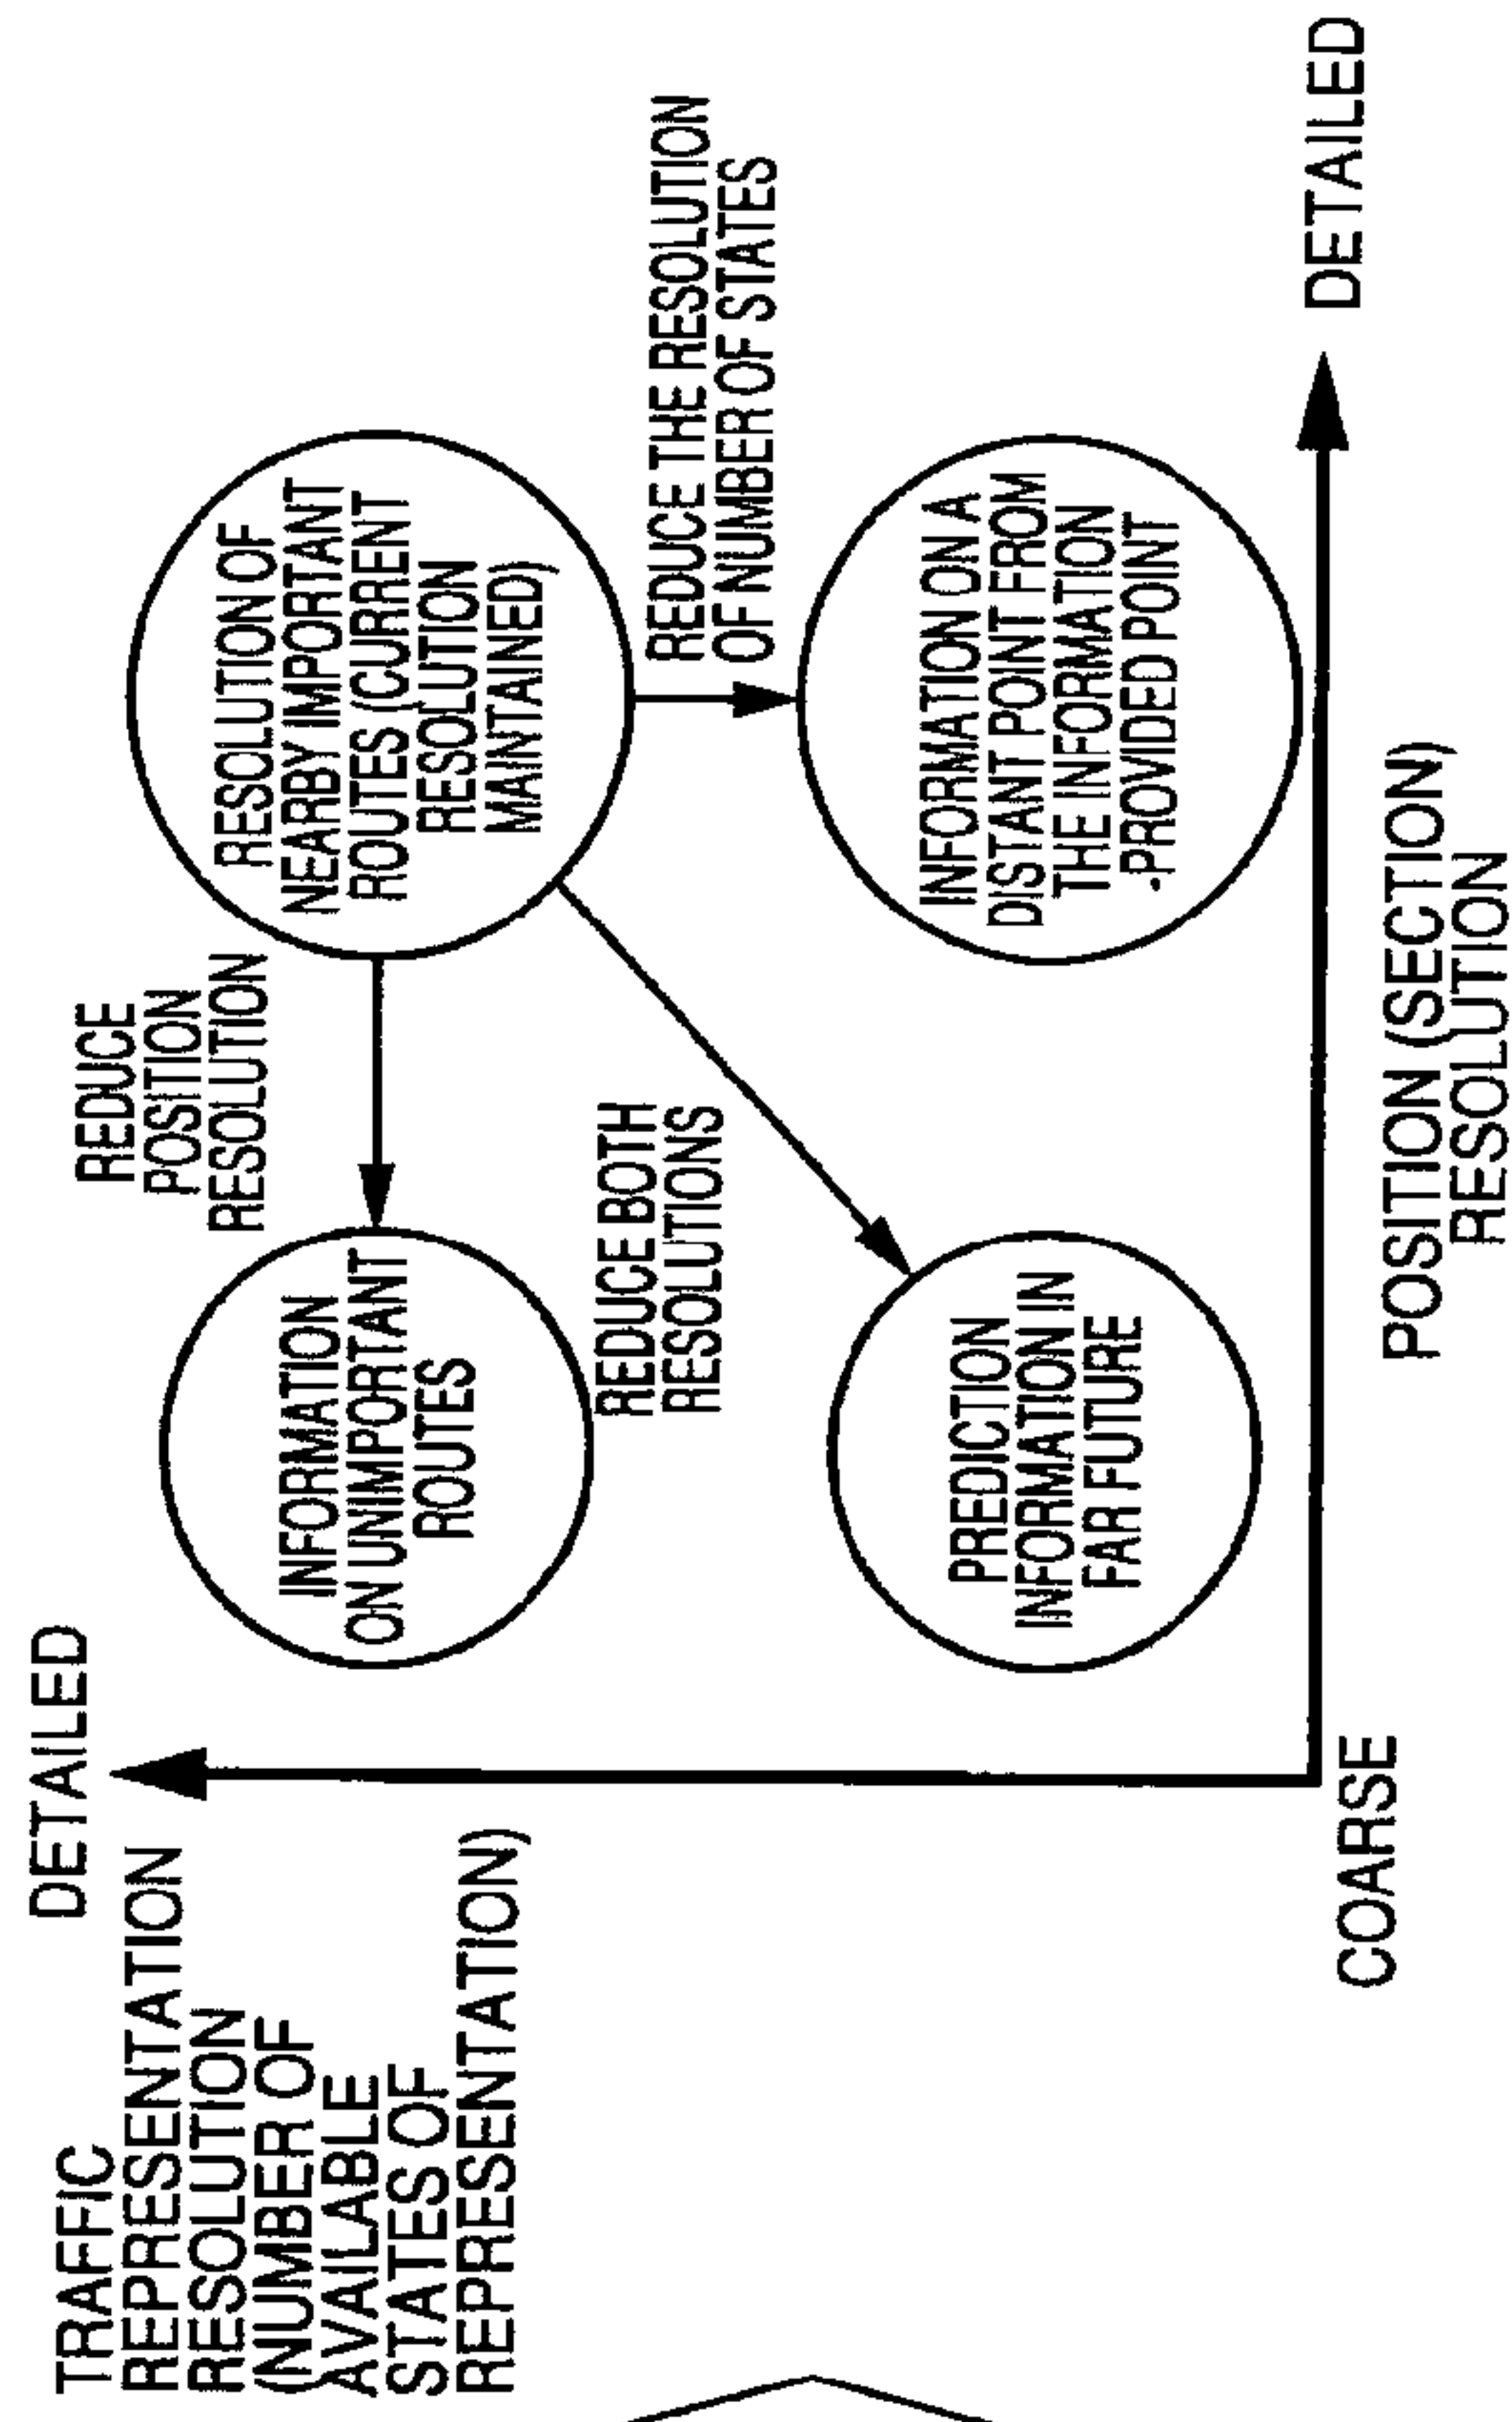 TRAFFIC
REPRESENTATION
RESOLUTION
(NUMBER OF
AVAILABLE
STATES OF
REPRESENTATION)
DETAILED
REDUCE
POSITION
RESOLUTION
INFORMATION
ON UNIMPORTANT
ROUTES
RESOLUTION OF
NEARBY IMPORTANT
ROUTES (CURRENT
RESOLUTION
MAINTAINED)
REDUCE BOTH
RESOLUTIONS
REDUCE THE RESOLUTION
OF NUMBER OF STATES
PREDICTION
INFORMATION IN
FAR FUTURE
INFORMATION ON A
DISTANT POINT FROM
THE INFORMATION
-PROVIDED POINT
COARSE
POSITION (SECTION)
RESOLUTION
DETAILED